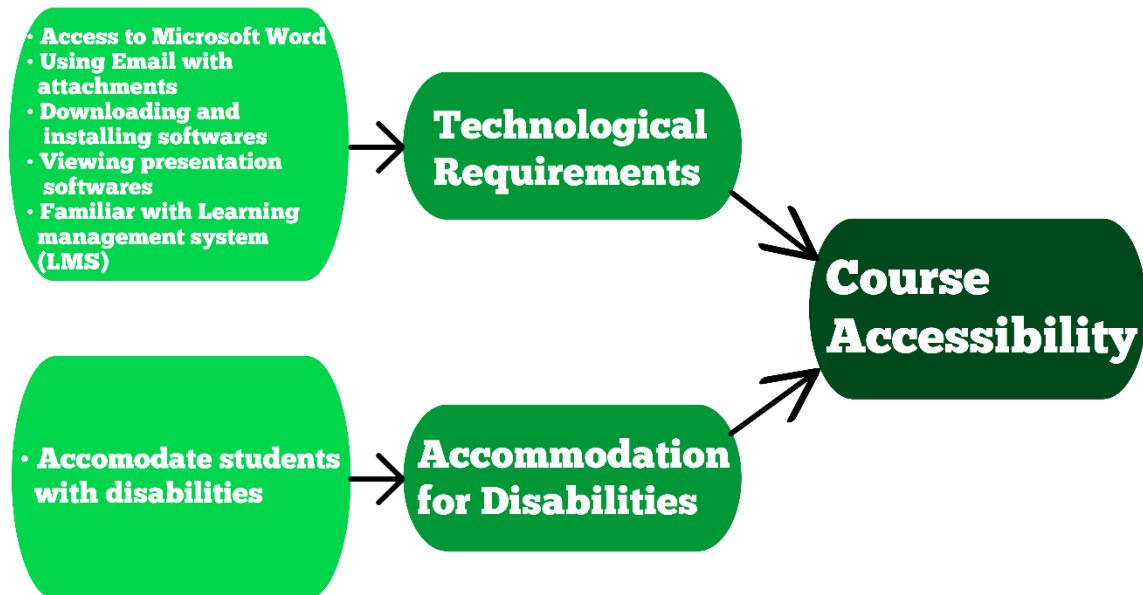 · Access to Microsoft Word
· Using Email with
attachments
· Downloading and
installing softwares
· Viewing presentation
softwares
· Familiar with Learning
management system
(LMS)
Technological
Requirements
Course
Accessibility
· Accomodate students
with disabilities
Accommodation
for Disabilities